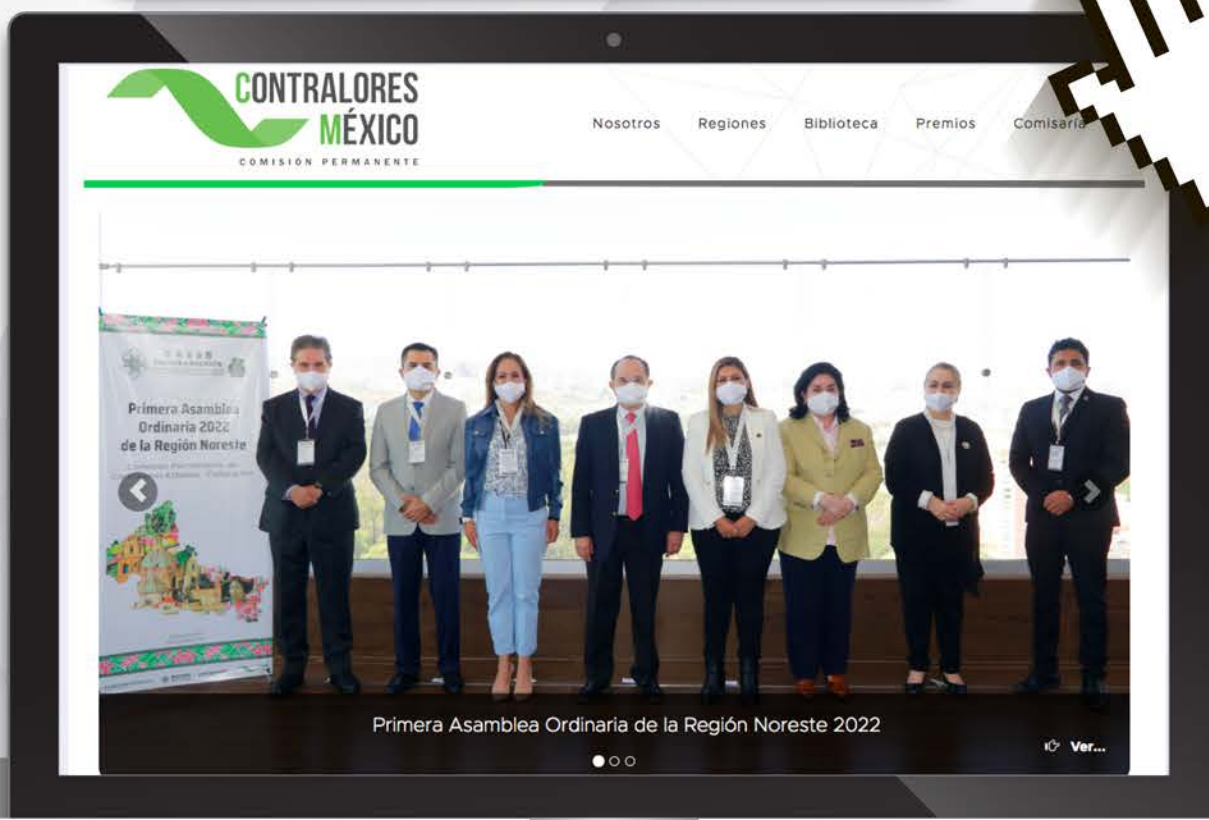 CONTRALORES
MÉXICO
COMISIÓN PERMANENTE
Nosotros Regiones Biblioteca Premios Comisaría
Primera Asamblea
Ordinaria 2022
de la Región Noreste
Primera Asamblea Ordinaria de la Región Noreste 2022
Ver...